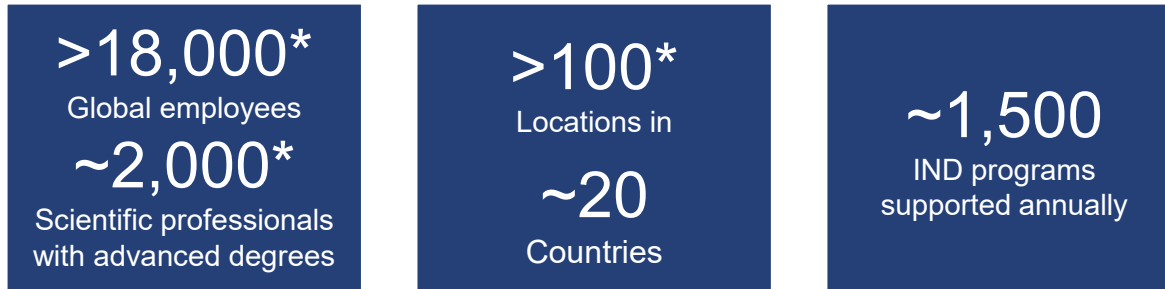 >18,000*
Global employees
~2,000*
Scientific professionals
with advanced degrees
>100*
Locations in
~20
Countries
~1,500
IND programs
supported annually